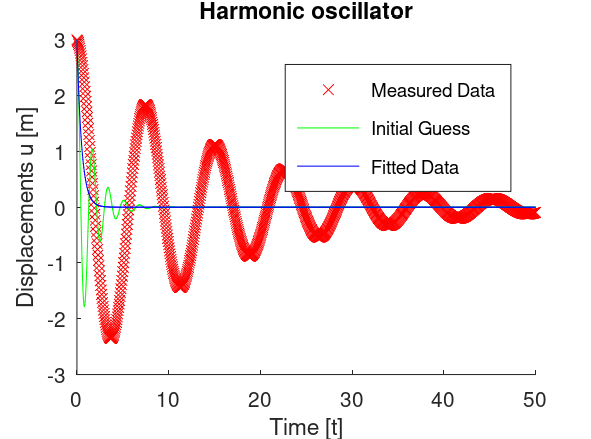 Harmonic oscillator
3
2
1
0
-1
-2
-3
Displacements u [m]
Measured Data
Initial Guess
Fitted Data
0 10 20 30 40 50
Time [t]